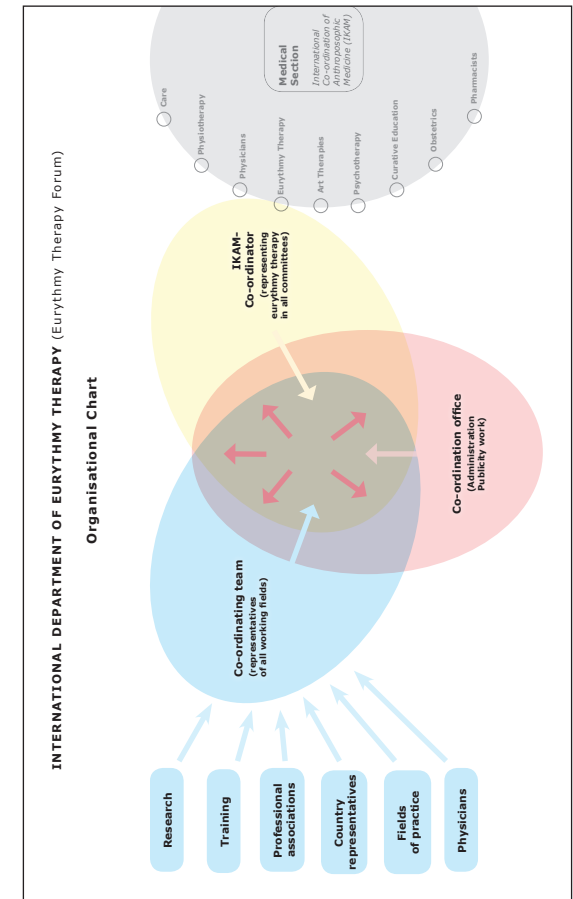 INTERNATIONAL DEPARTMENT OF EURYTHMY THERAPY (Eurythmy Therapy Forum)
Organisational Chart
Research
Training
Professional
associations
Country
representatives
Fields
of practice
Physicians
Co-ordinating team
(representatives
of all working fields)
Co-ordination office
(Administration
Publicity work)
IKAM-
Co-ordinator
(representing
eurythmy therapy
in all committees)
Care
Physiotherapy
Physicians
Eurythmy Therapy
Art Therapies
Psychotherapy
Curative Education
Obstetrics
Pharmacists
Medical
Section
International
Co-ordination of
Anthroposophic
Medicine (IKAM)